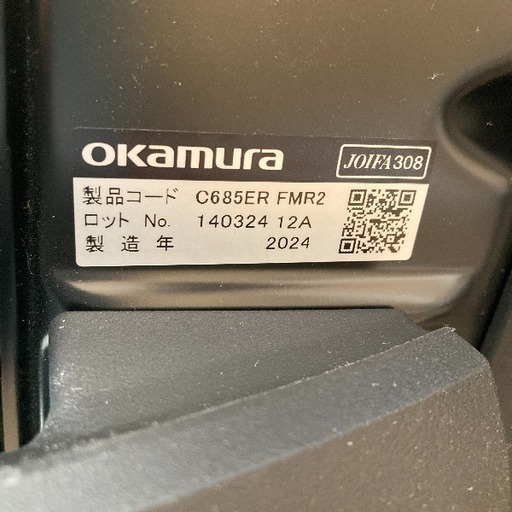 okamura
JOIFA308
製品コード C685ER FMR2
ロット No. 140324 12A
製造年 2024